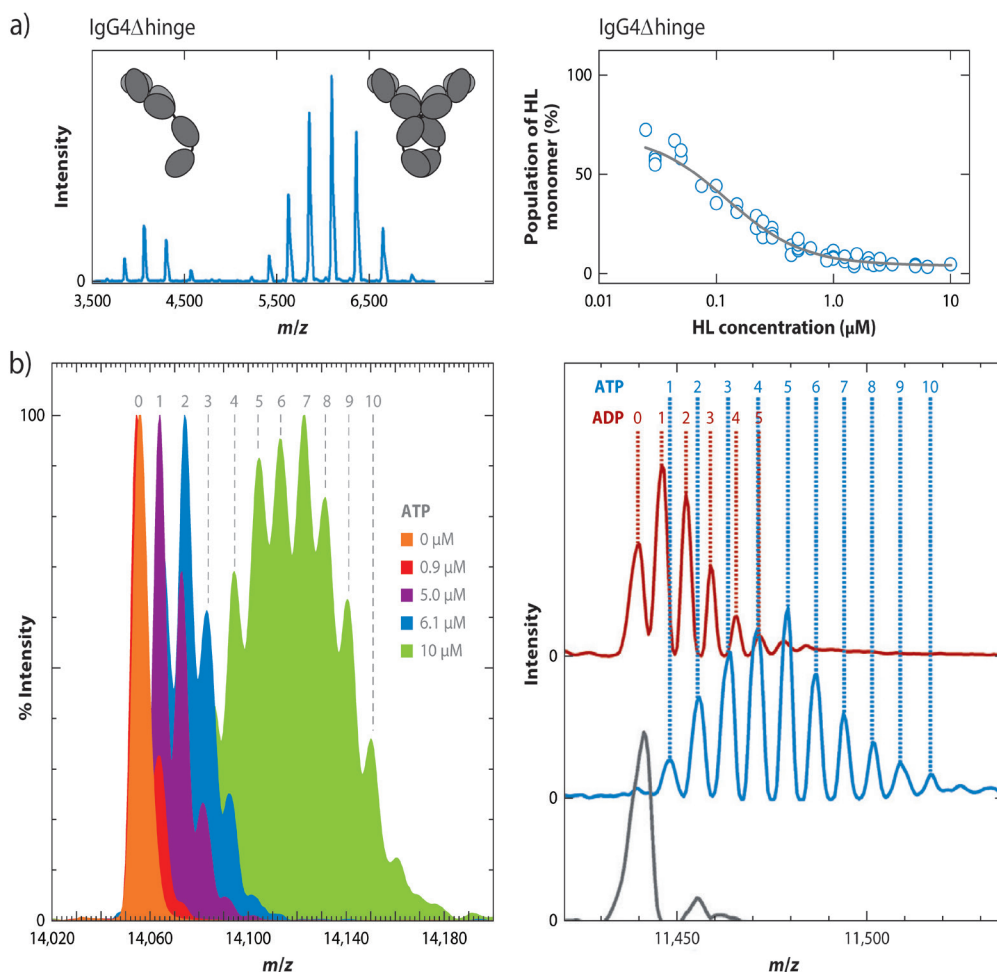 a)
IgG4Δhinge
Intensity
0
3,500
4,500
5,500
6,500
m/z
IgG4Δhinge
Population of HL
monomer (%)
100
50
0
0.01
0.1
1.0
10
HL concentration (µM)
b)
% Intensity
100
0
0 1 2 3 4 5 6 7 8 9 10
ATP
0 µM
0.9 µM
5.0 µM
6.1 µM
10 µM
14,020
14,060
14,100
14,140
14,180
m/z
Intensity
ATP 1 2 3 4 5 6 7 8 9 10
ADP 0 1 2 3 4 5
0
0
0
11,450
11,500
m/z